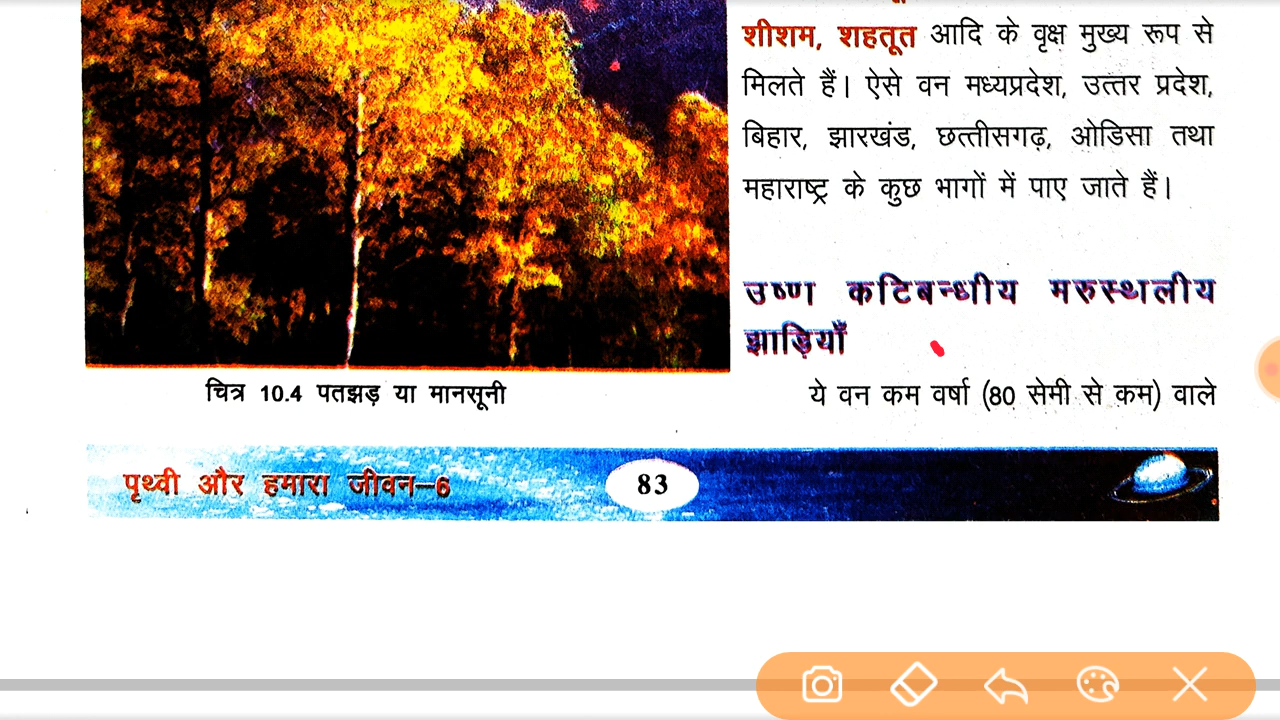 शीशम, शहतूत आदि के वृक्ष मुख्य रूप से
मिलते हैं। ऐसे वन मध्यप्रदेश, उत्तर प्रदेश,
बिहार, झारखंड, छत्तीसगढ़, ओडिसा तथा
महाराष्ट्र के कुछ भागों में पाए जाते हैं।
उष्ण कटिबन्धीय मरुस्थलीय
झाड़ियाँ
ये वन कम वर्षा (80 सेमी से कम) वाले
चित्र 10.4 पतझड़ या मानसूनी
पृथ्वी और हमारा जीवन–6
83